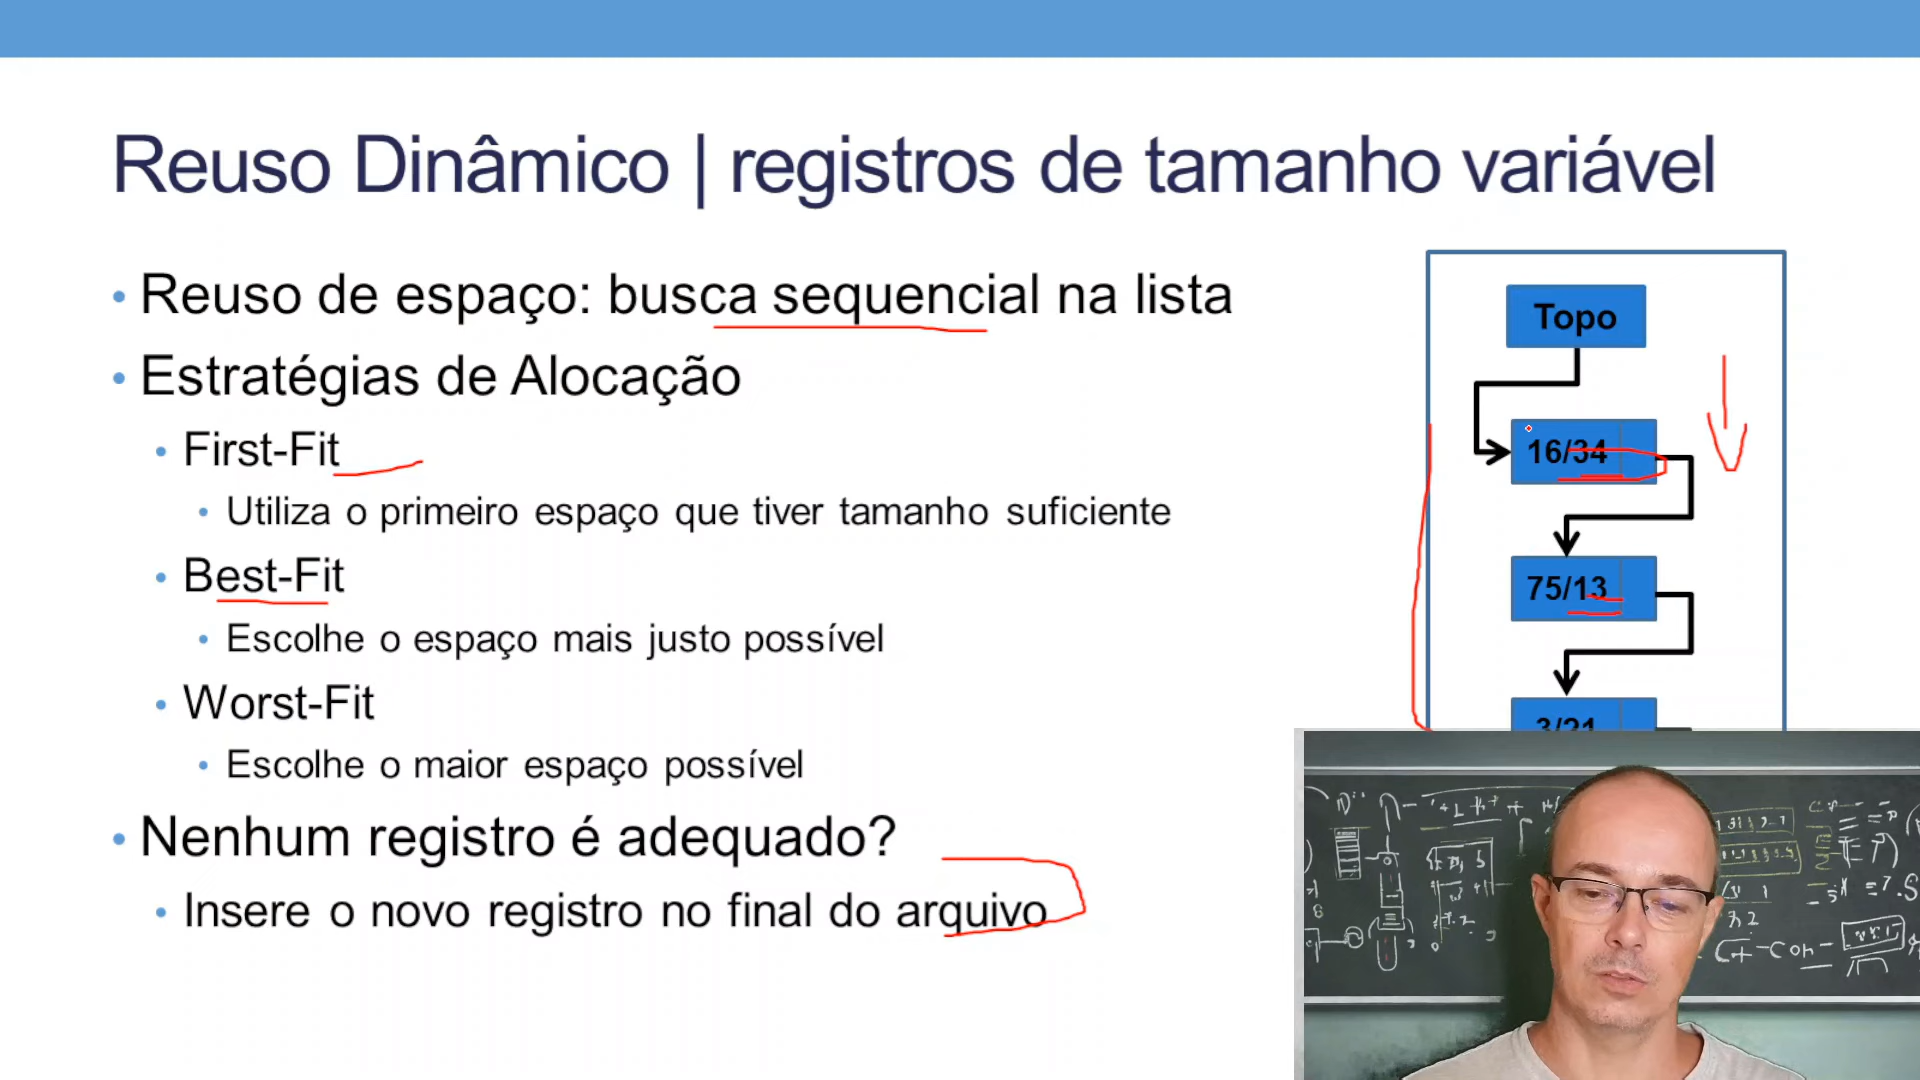 Reuso Dinâmico | registros de tamanho variável
• Reuso de espaço: busca sequencial na lista
• Estratégias de Alocação
• First-Fit
• Utiliza o primeiro espaço que tiver tamanho suficiente
• Best-Fit
• Escolhe o espaço mais justo possível
• Worst-Fit
• Escolhe o maior espaço possível
• Nenhum registro é adequado?
• Insere o novo registro no final do arquivo
Topo
16/34
75/13
3/21